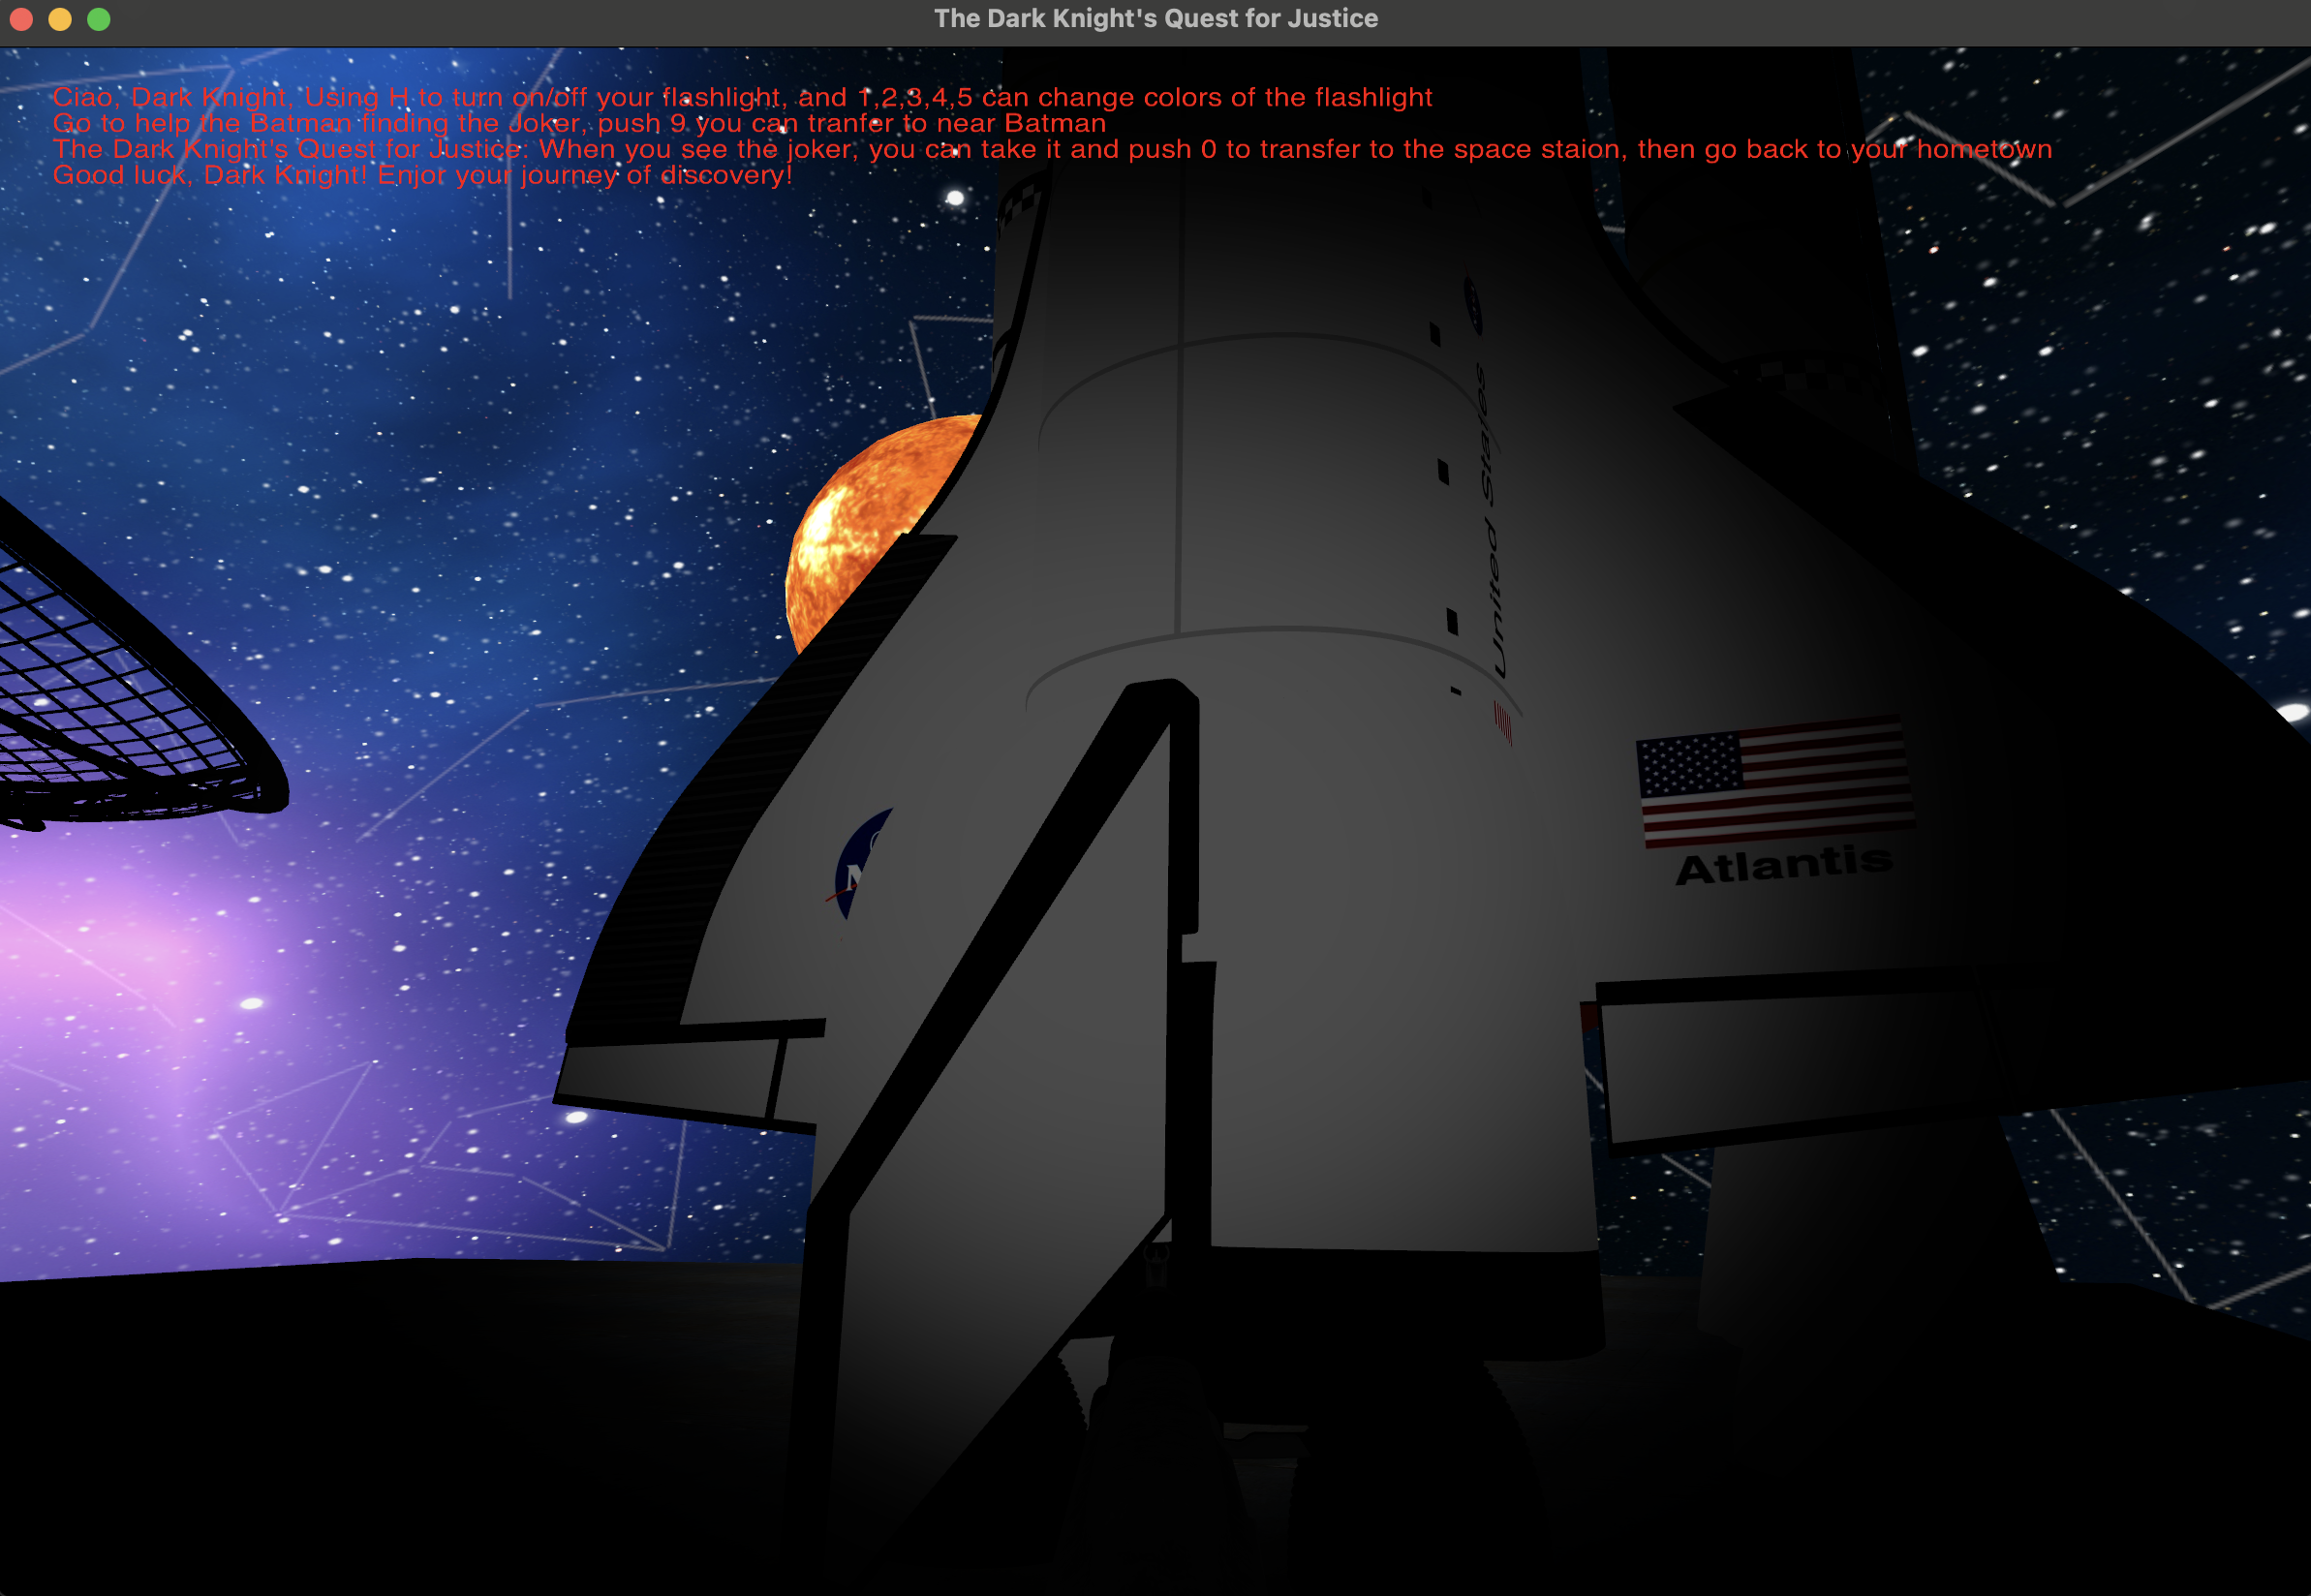 The Dark Knight's Quest for Justice
Ciao, Dark Knight, Using H to turn on/off your flashlight, and 1,2,3,4,5 can change colors of the flashlight
Go to help the Batman finding the Joker, push 9 you can tranfer to near Batman
The Dark Knight's Quest for Justice: When you see the joker, you can take it and push 0 to transfer to the space staion, then go back to your hometown
Good luck, Dark Knight! Enjor your journey of discovery!
United States
Atlantis